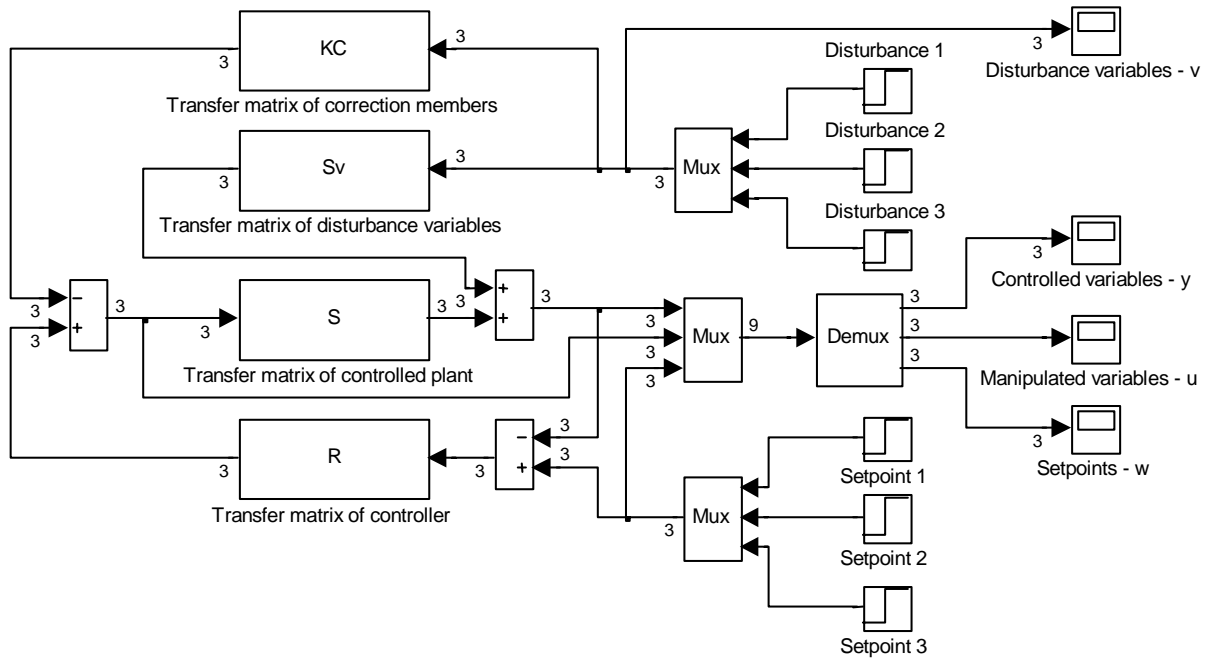 KC
3
3
Transfer matrix of correction members
Disturbance 1
3
Disturbance variables - v
Sv
3
3
Transfer matrix of disturbance variables
Mux
3
Disturbance 2
Disturbance 3
3
Controlled variables - y
−
+
3
3
3
S
3
3
Transfer matrix of controlled plant
+
+
3
3
Mux
3
3
3
9
Demux
3
3
3
Manipulated variables - u
3
Setpoints - w
R
3
Transfer matrix of controller
−
+
3
3
3
Mux
3
Setpoint 1
Setpoint 2
Setpoint 3